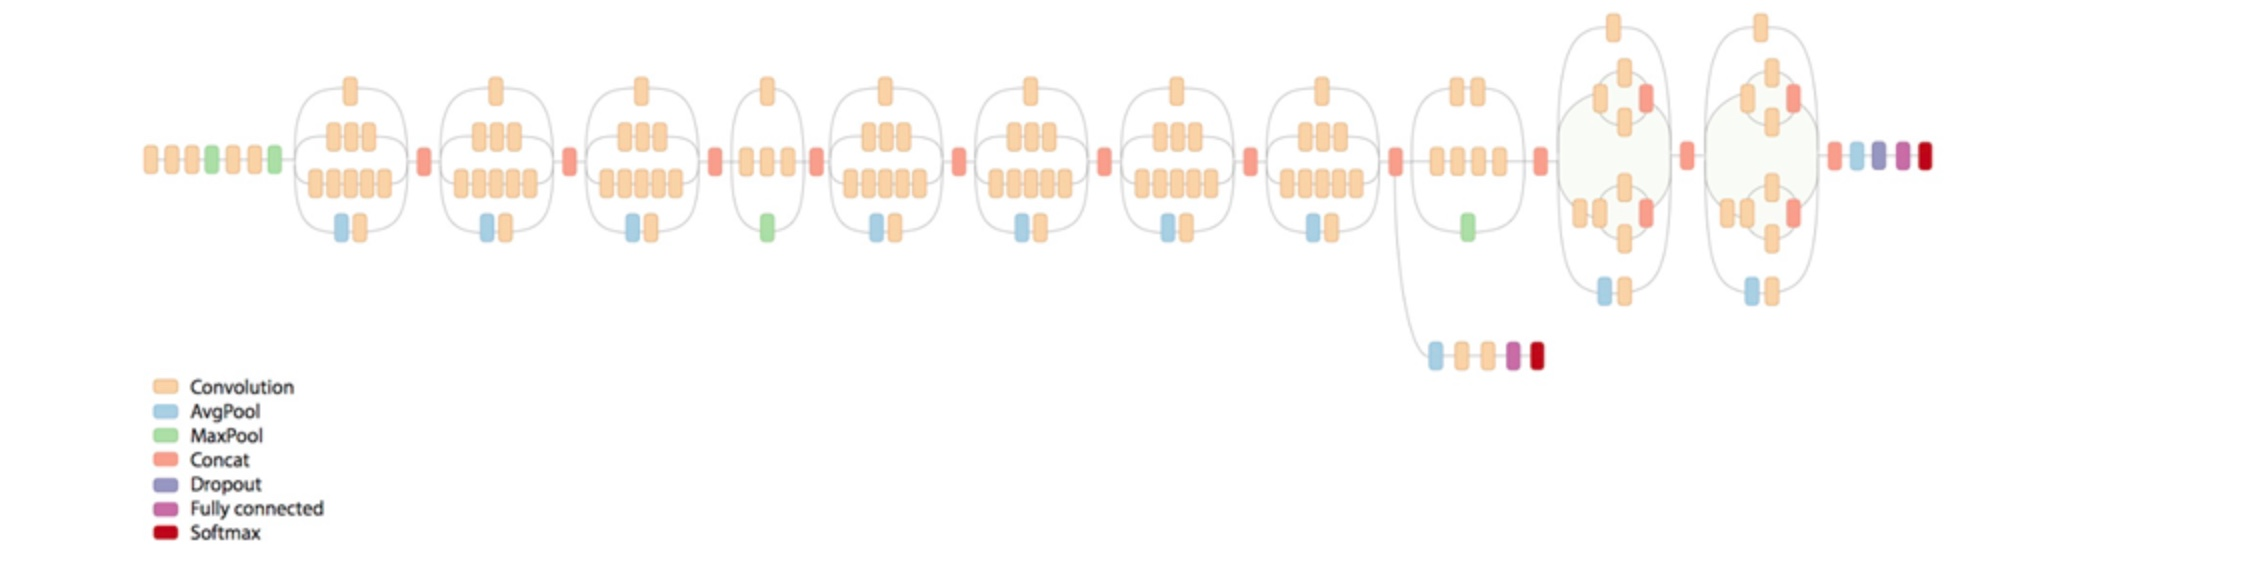 Convolution
AvgPool
MaxPool
Concat
Dropout
Fully connected
Softmax